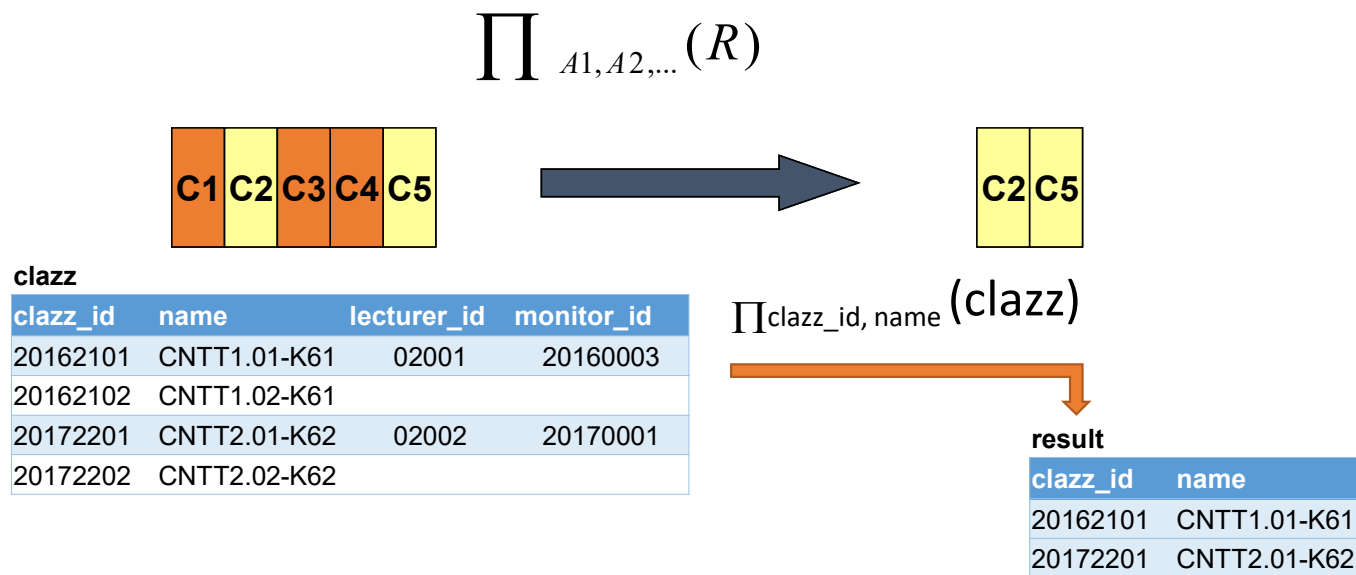 ∏ A1, A2,... (R)
C1 C2 C3 C4 C5
C2 C5
clazz
clazz_id name lecturer_id monitor_id
20162101 CNTT1.01-K61 02001 20160003
20162102 CNTT1.02-K61
20172201 CNTT2.01-K62 02002 20170001
20172202 CNTT2.02-K62
∏clazz_id, name (clazz)
result
clazz_id name
20162101 CNTT1.01-K61
20172201 CNTT2.01-K62